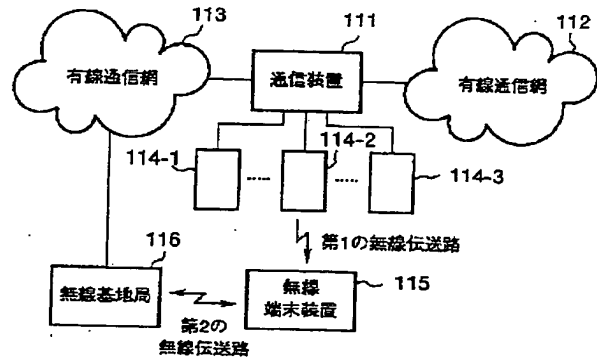 113
111
112
有線通信網
通信装置
有線通信網
114-1
.....
114-2
.....
114-3
116
第1の無線伝送路
115
無線基地局
無線
端末装置
第2の
無線伝送路